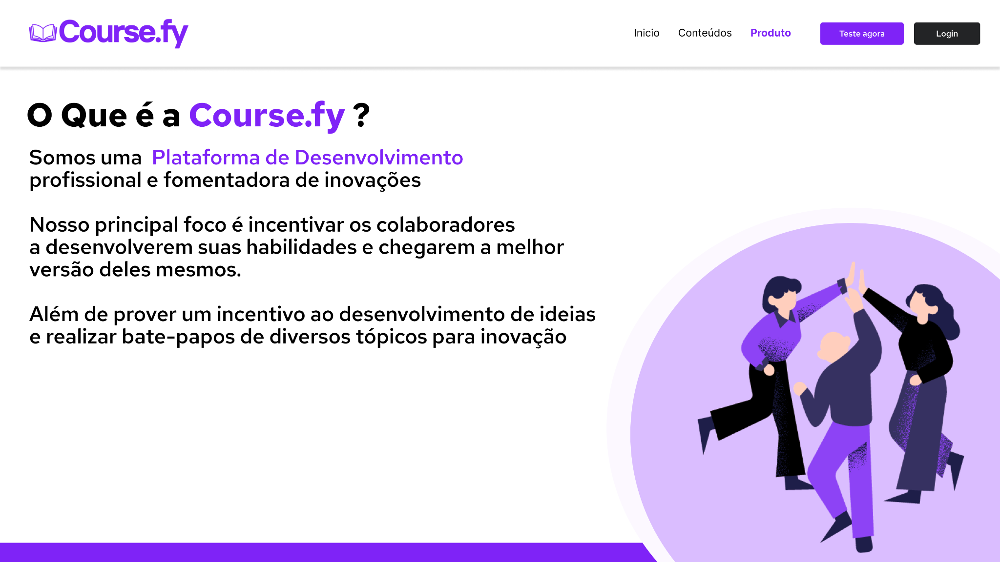 Course.fy
Inicio Conteúdos Produto Teste agora Login
O Que é a Course.fy ?
Somos uma Plataforma de Desenvolvimento
profissional e fomentadora de inovações
Nosso principal foco é incentivar os colaboradores
a desenvolverem suas habilidades e chegarem a melhor
versão deles mesmos.
Além de prover um incentivo ao desenvolvimento de ideias
e realizar bate-papos de diversos tópicos para inovação